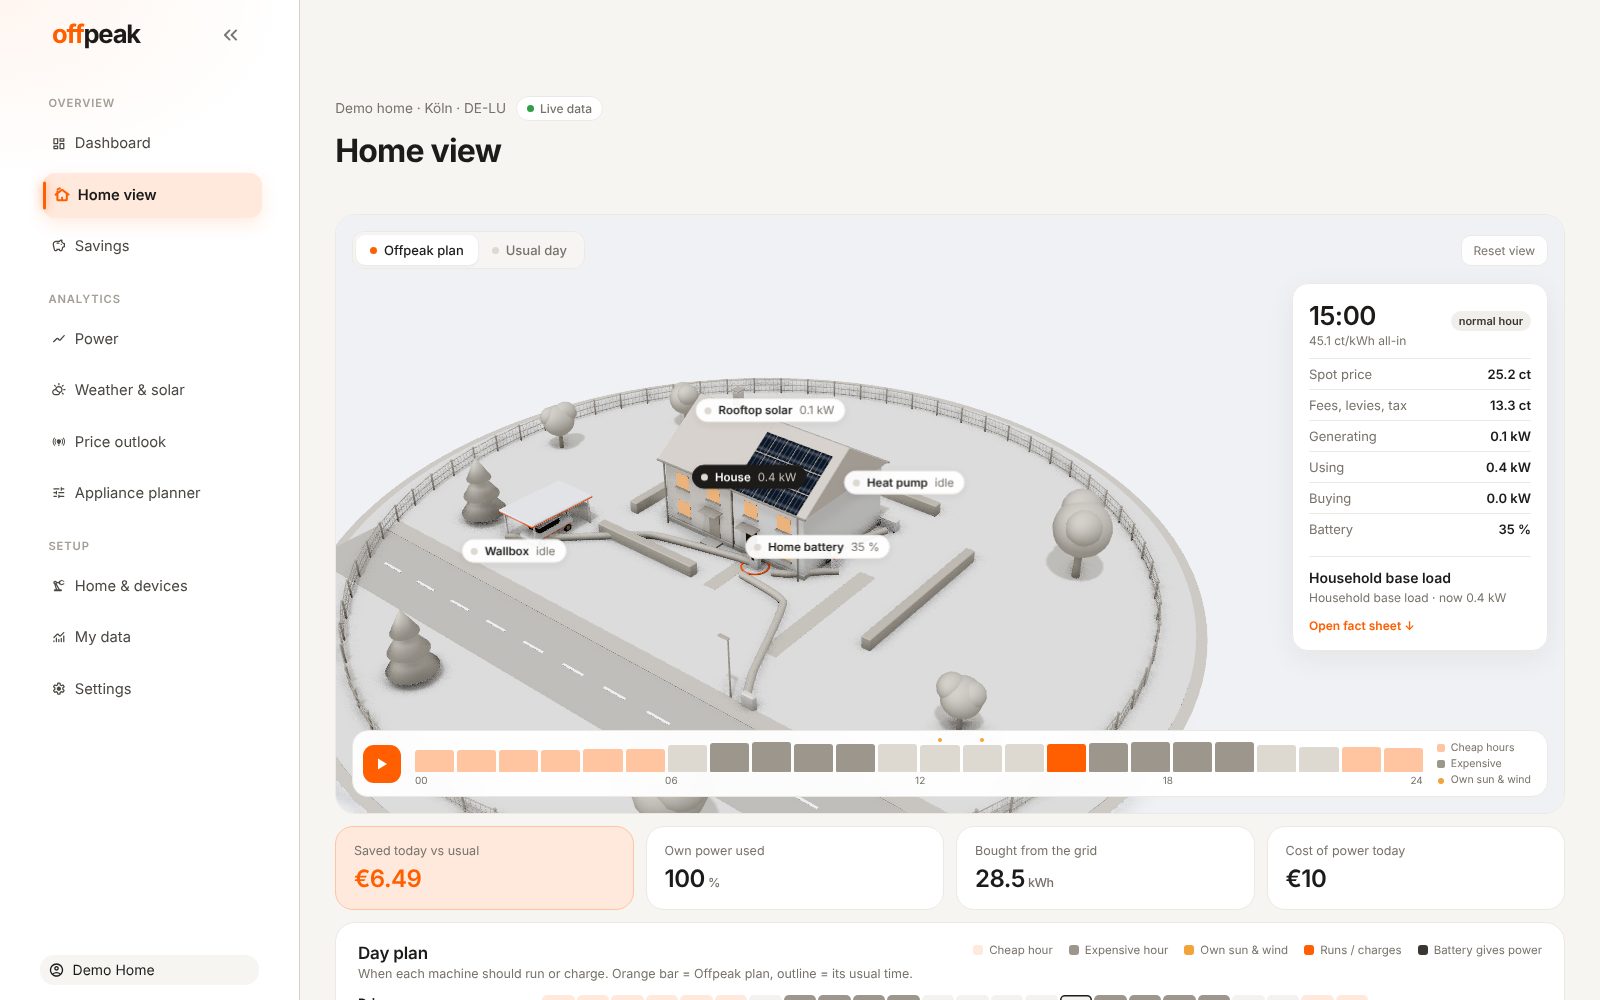 offpeak
OVERVIEW
Dashboard
Home view
Savings
ANALYTICS
Power
Weather & solar
Price outlook
Appliance planner
SETUP
Home & devices
My data
Settings
Demo Home
Demo home · Köln · DE-LU
Live data
Home view
Offpeak plan
Usual day
Reset view
15:00
normal hour
45.1 ct/kWh all-in
Spot price 25.2 ct
Fees, levies, tax 13.3 ct
Generating 0.1 kW
Using 0.4 kW
Buying 0.0 kW
Battery 35 %
Household base load
Household base load · now 0.4 kW
Open fact sheet ↓
Rooftop solar 0.1 kW
House 0.4 kW
Heat pump idle
Wallbox idle
Home battery 35 %
00 06 12 18 24
Cheap hours
Expensive
Own sun & wind
Saved today vs usual
€6.49
Own power used
100 %
Bought from the grid
28.5 kWh
Cost of power today
€10
Day plan
When each machine should run or charge. Orange bar = Offpeak plan, outline = its usual time.
Cheap hour
Expensive hour
Own sun & wind
Runs / charges
Battery gives power